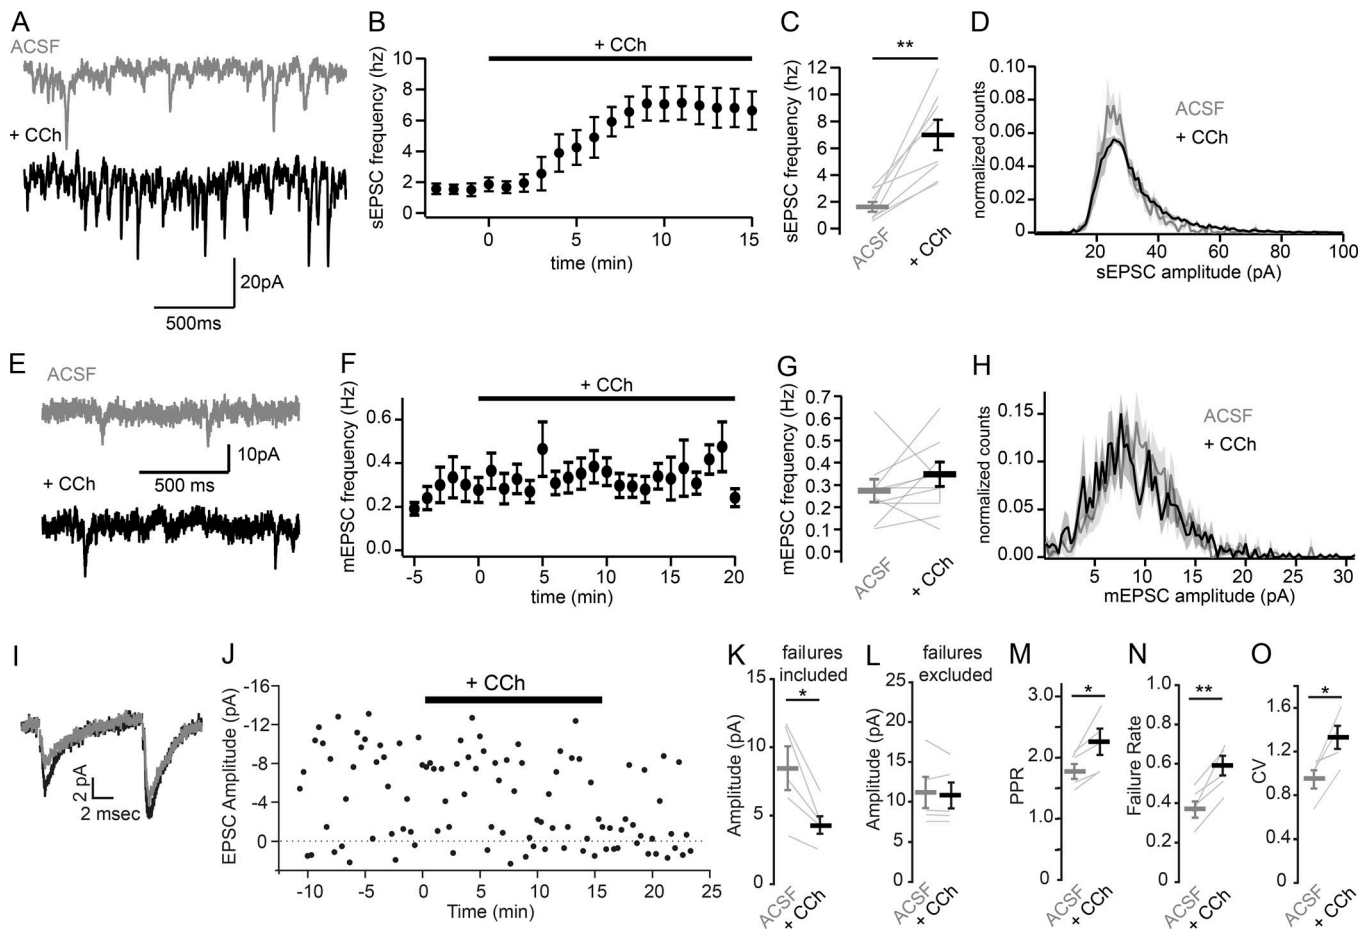 A
ACSF
+ CCh
20pA
500ms
B
+ CCh
sEPSC frequency (hz)
10
8
6
4
2
0
0 5 10 15
time (min)
C
**
sEPSC frequency (hz)
12
10
8
6
4
2
0
ACSF
+ CCh
D
normalized counts
0.10
0.08
0.06
0.04
0.02
0
ACSF
+ CCh
20 40 60 80 100
sEPSC amplitude (pA)
E
ACSF
10pA
500 ms
+ CCh
F
+ CCh
mEPSC frequency (Hz)
0.6
0.4
0.2
0.0
-5 0 5 10 15 20
time (min)
G
mEPSC frequency (Hz)
0.7
0.6
0.5
0.4
0.3
0.2
0.1
0.0
ACSF
+ CCh
H
normalized counts
0.15
0.10
0.05
0.00
ACSF
+ CCh
5 10 15 20 25 30
mEPSC amplitude (pA)
I
2 pA
2 msec
J
+ CCh
EPSC Amplitude (pA)
-16
-12
-8
-4
0
-10 -5 0 5 10 15 20 25
Time (min)
K
failures
included
*
Amplitude (pA)
15
10
5
0
ACSF
+ CCh
L
failures
excluded
Amplitude (pA)
25
20
15
10
5
0
ACSF
+ CCh
M
*
PPR
3.0
2.0
1.0
0
ACSF
+ CCh
N
**
Failure Rate
1.0
0.8
0.6
0.4
0.2
0
ACSF
+ CCh
O
*
CV
1.6
1.2
0.8
0.4
0
ACSF
+ CCh